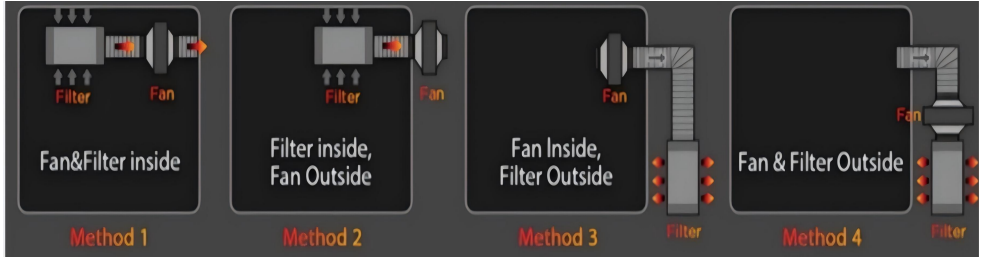 Filter
Fan
Fan&Filter inside
Method 1
Filter
Fan
Filter inside,
Fan Outside
Method 2
Fan
Fan Inside,
Filter Outside
Filter
Method 3
Fan
Fan & Filter Outside
Filter
Method 4